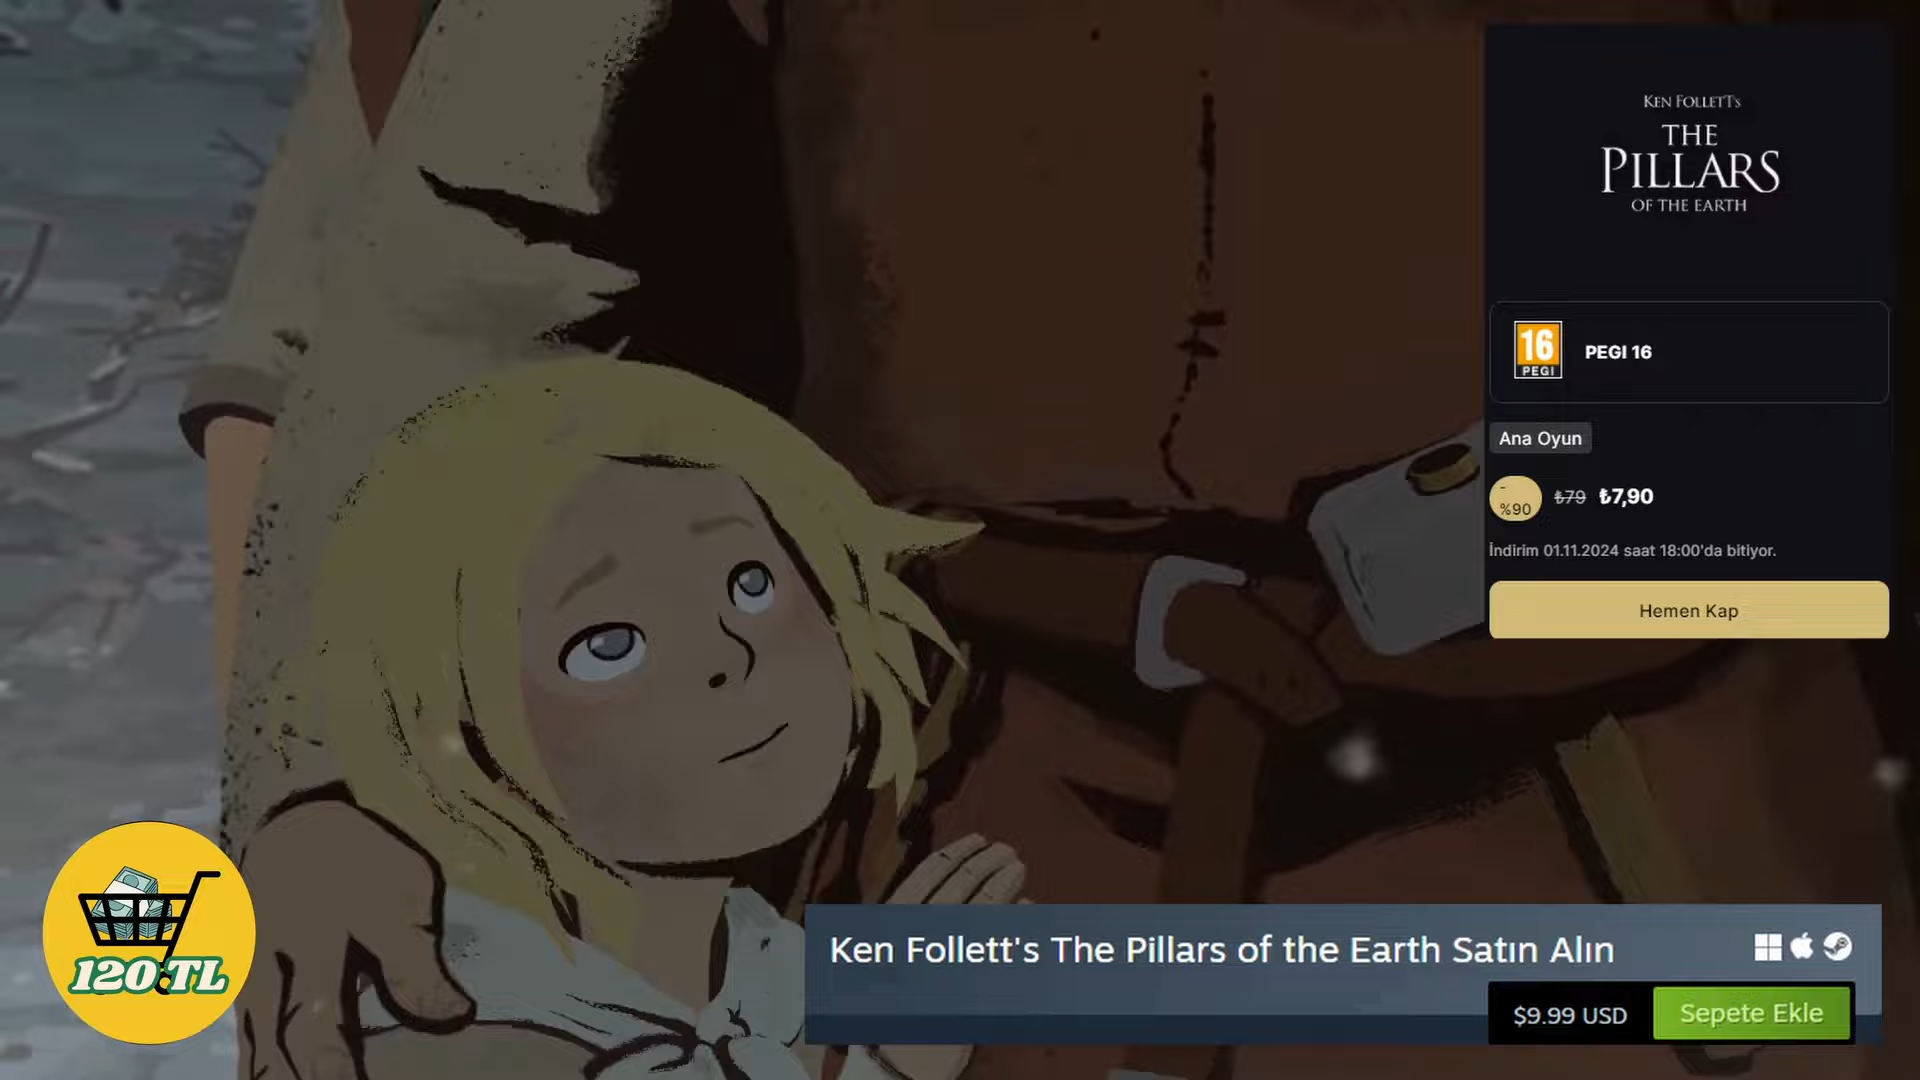 KEN FOLLETT's
THE
PILLARS
OF THE EARTH
16
PEGI
PEGI 16
Ana Oyun
-
%90
₺79 ₺7,90
İndirim 01.11.2024 saat 18:00'da bitiyor.
Hemen Kap
120 TL
Ken Follett's The Pillars of the Earth Satın Alın
$9.99 USD
Sepete Ekle